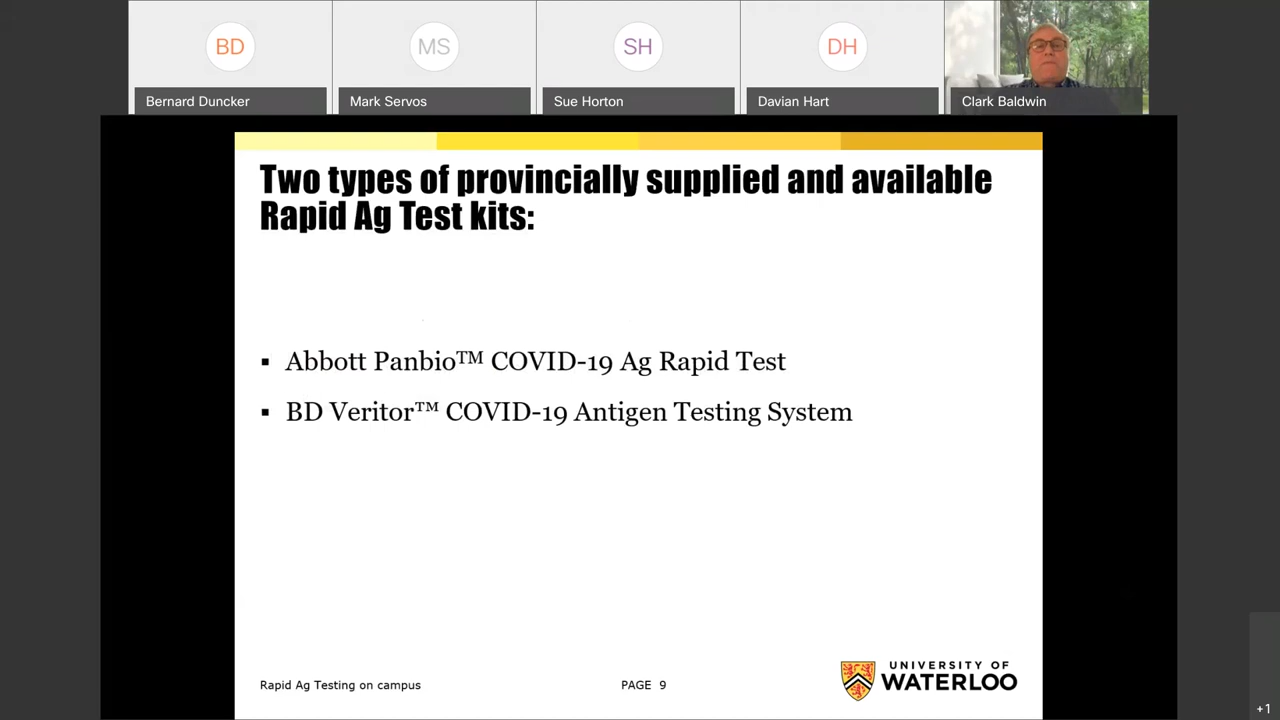 BD
MS
SH
DH
Bernard Duncker
Mark Servos
Sue Horton
Davian Hart
Clark Baldwin
Two types of provincially supplied and available
Rapid Ag Test kits:
▪ Abbott Panbio™ COVID-19 Ag Rapid Test
▪ BD Veritor™ COVID-19 Antigen Testing System
Rapid Ag Testing on campus
PAGE 9
UNIVERSITY OF
WATERLOO
+1